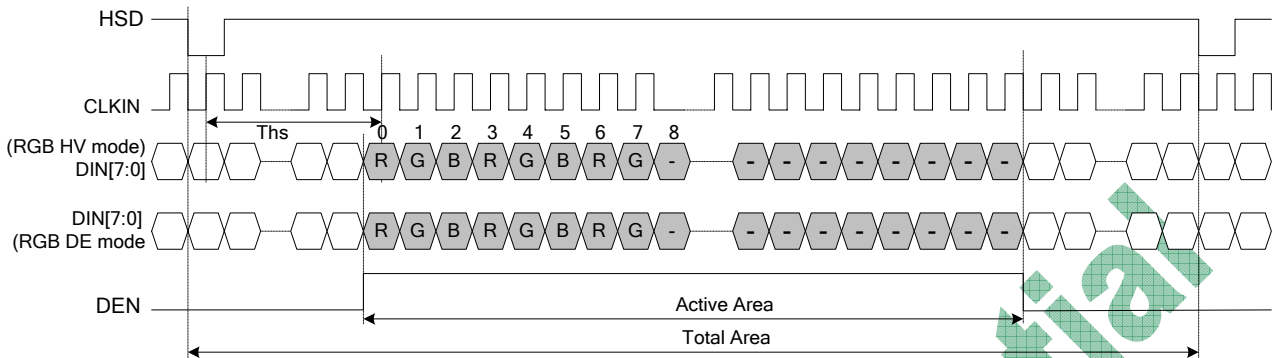 HSD
CLKIN
Ths
0 1 2 3 4 5 6 7 8
(RGB HV mode)
DIN[7:0]
R G B R G B R G - - - - - - - - -
DIN[7:0]
(RGB DE mode
R G B R G B R G - - - - - - - - -
DEN
Active Area
Total Area
tial